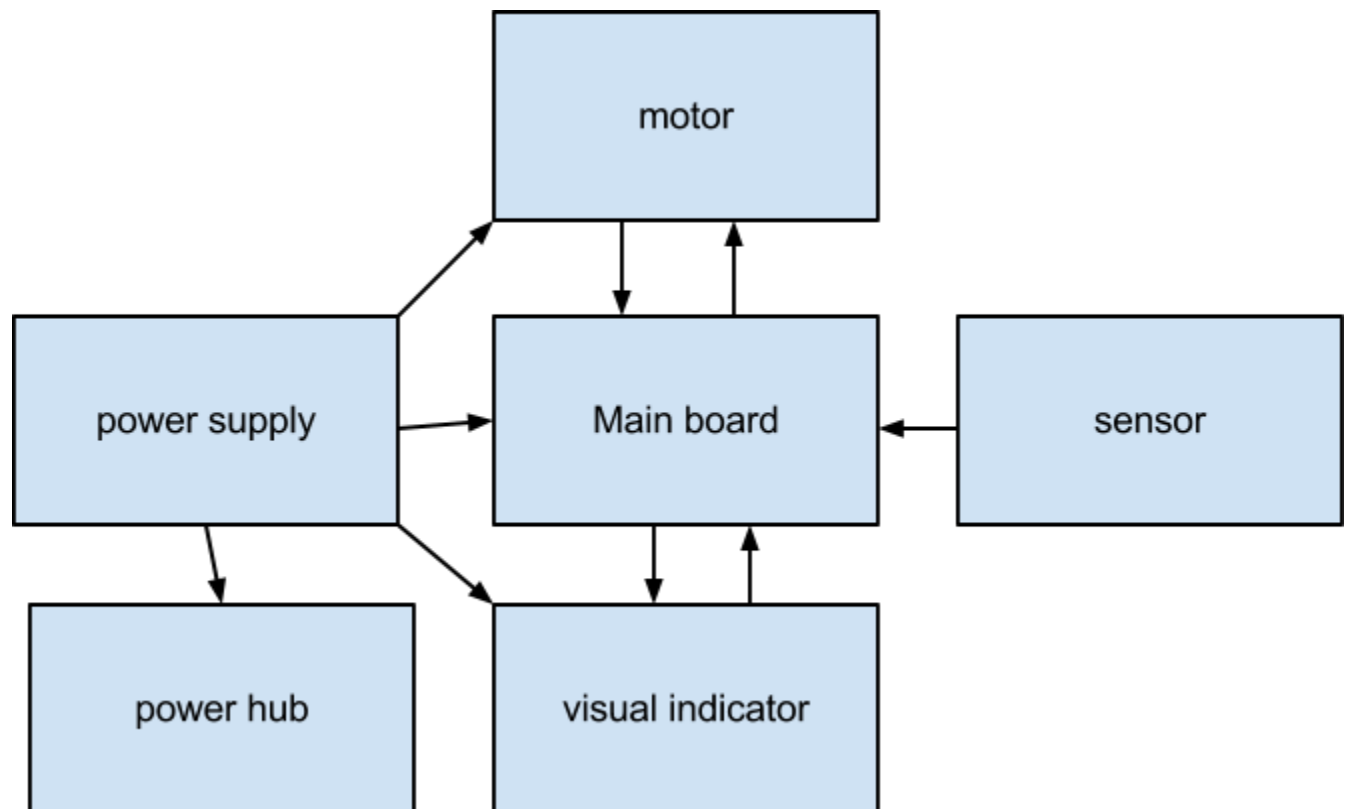 motor
power supply
Main board
sensor
power hub
visual indicator